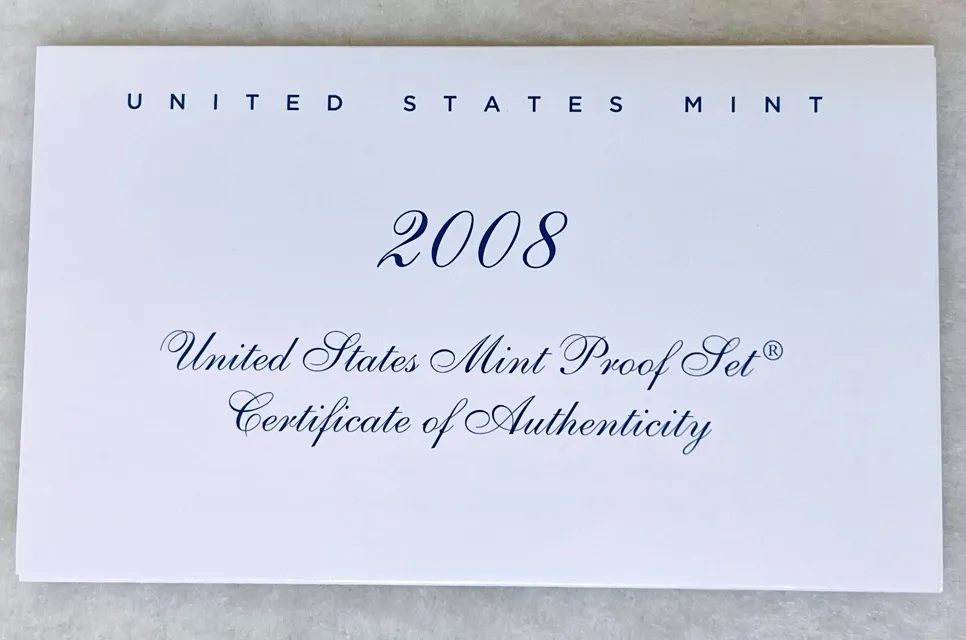 UNITED STATES MINT
2008
United States Mint Proof Set®
Certificate of Authenticity